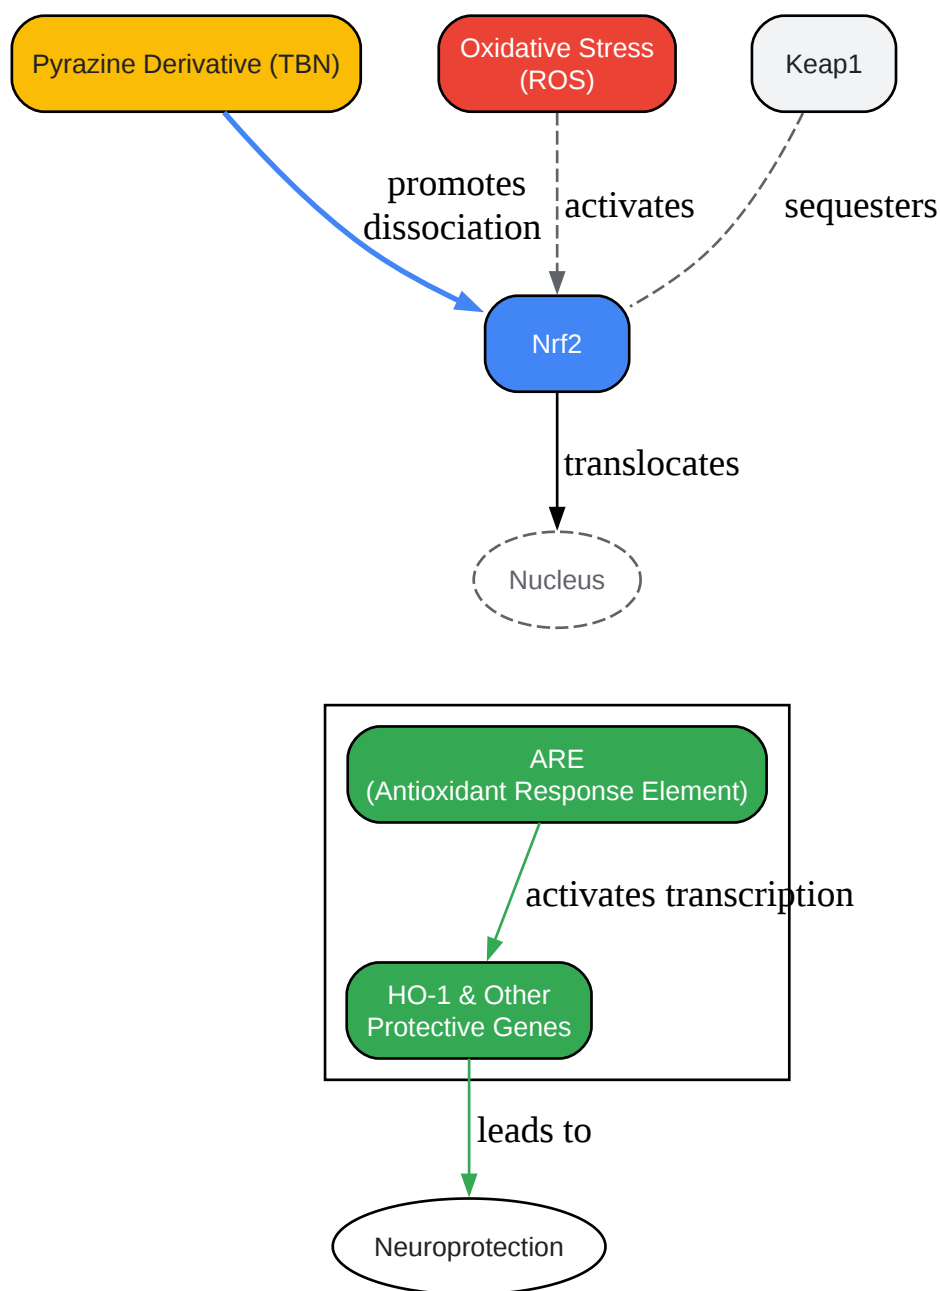 Pyrazine Derivative (TBN)
Oxidative Stress
(ROS)
Keap1
promotes
dissociation
activates
sequesters
Nrf2
translocates
Nucleus
ARE
(Antioxidant Response Element)
activates transcription
HO-1 & Other
Protective Genes
leads to
Neuroprotection